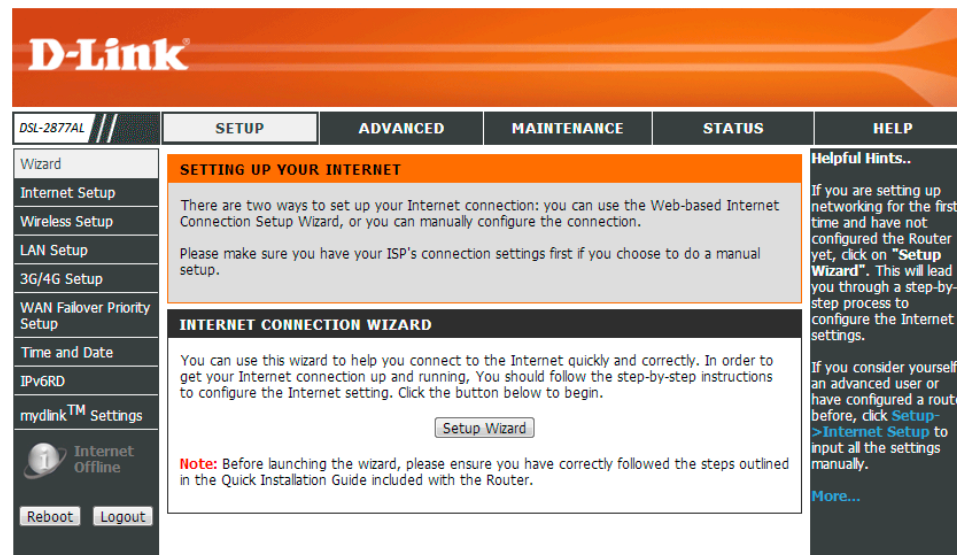 D-Link®
DSL-2877AL
SETUP
ADVANCED
MAINTENANCE
STATUS
HELP
Wizard
Internet Setup
Wireless Setup
LAN Setup
3G/4G Setup
WAN Failover Priority
Setup
Time and Date
IPv6RD
mydlink™ Settings
Internet
Offline
Reboot
Logout
SETTING UP YOUR INTERNET
There are two ways to set up your Internet connection: you can use the Web-based Internet
Connection Setup Wizard, or you can manually configure the connection.
Please make sure you have your ISP's connection settings first if you choose to do a manual
setup.
INTERNET CONNECTION WIZARD
You can use this wizard to help you connect to the Internet quickly and correctly. In order to
get your Internet connection up and running, You should follow the step-by-step instructions
to configure the Internet setting. Click the button below to begin.
Setup Wizard
Note: Before launching the wizard, please ensure you have correctly followed the steps outlined
in the Quick Installation Guide included with the Router.
Helpful Hints..
If you are setting up
networking for the first
time and have not
configured the Router
yet, click on "Setup
Wizard". This will lead
you through a step-by-
step process to
configure the Internet
settings.
If you consider yourself
an advanced user or
have configured a route
before, click Setup-
>Internet Setup to
input all the settings
manually.
More...